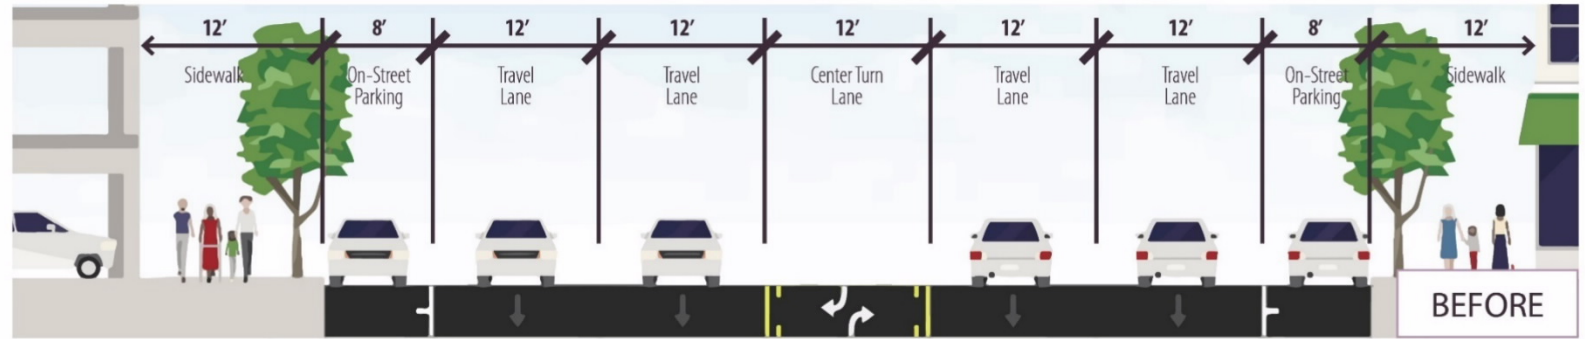 12’ 8’ 12’ 12’ 12’ 12’ 12’ 8’ 12’
Sidewalk
On-Street
Parking
Travel
Lane
Travel
Lane
Center Turn
Lane
Travel
Lane
Travel
Lane
On-Street
Parking
Sidewalk
BEFORE